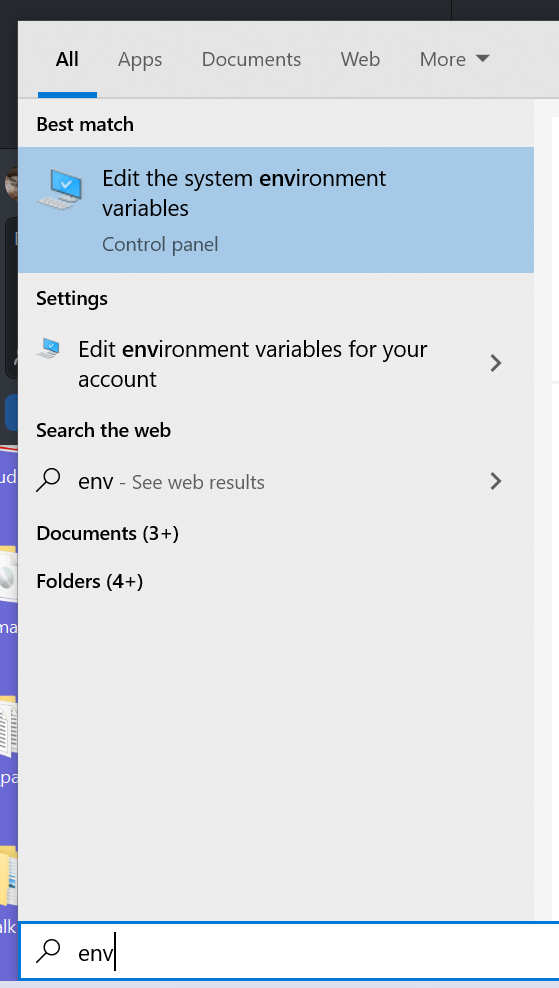 All Apps Documents Web More
Best match
Edit the system environment
variables
Control panel
Settings
Edit environment variables for your
account
Search the web
env - See web results
Documents (3+)
Folders (4+)
env